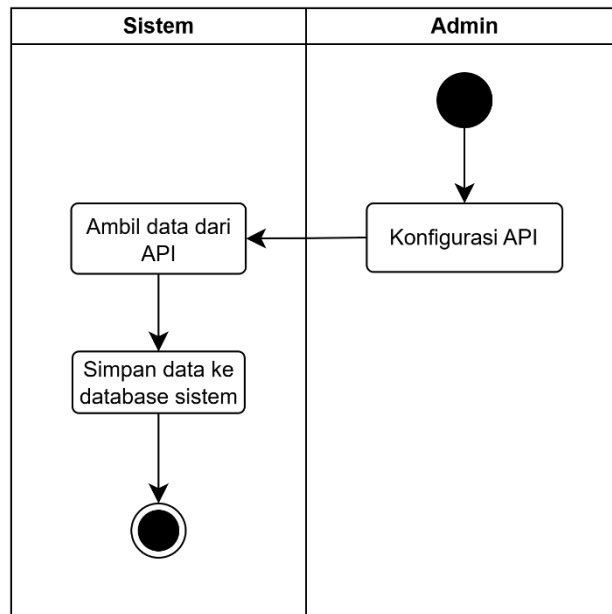 Sistem
Admin
Konfigurasi API
Ambil data dari
API
Simpan data ke
database sistem